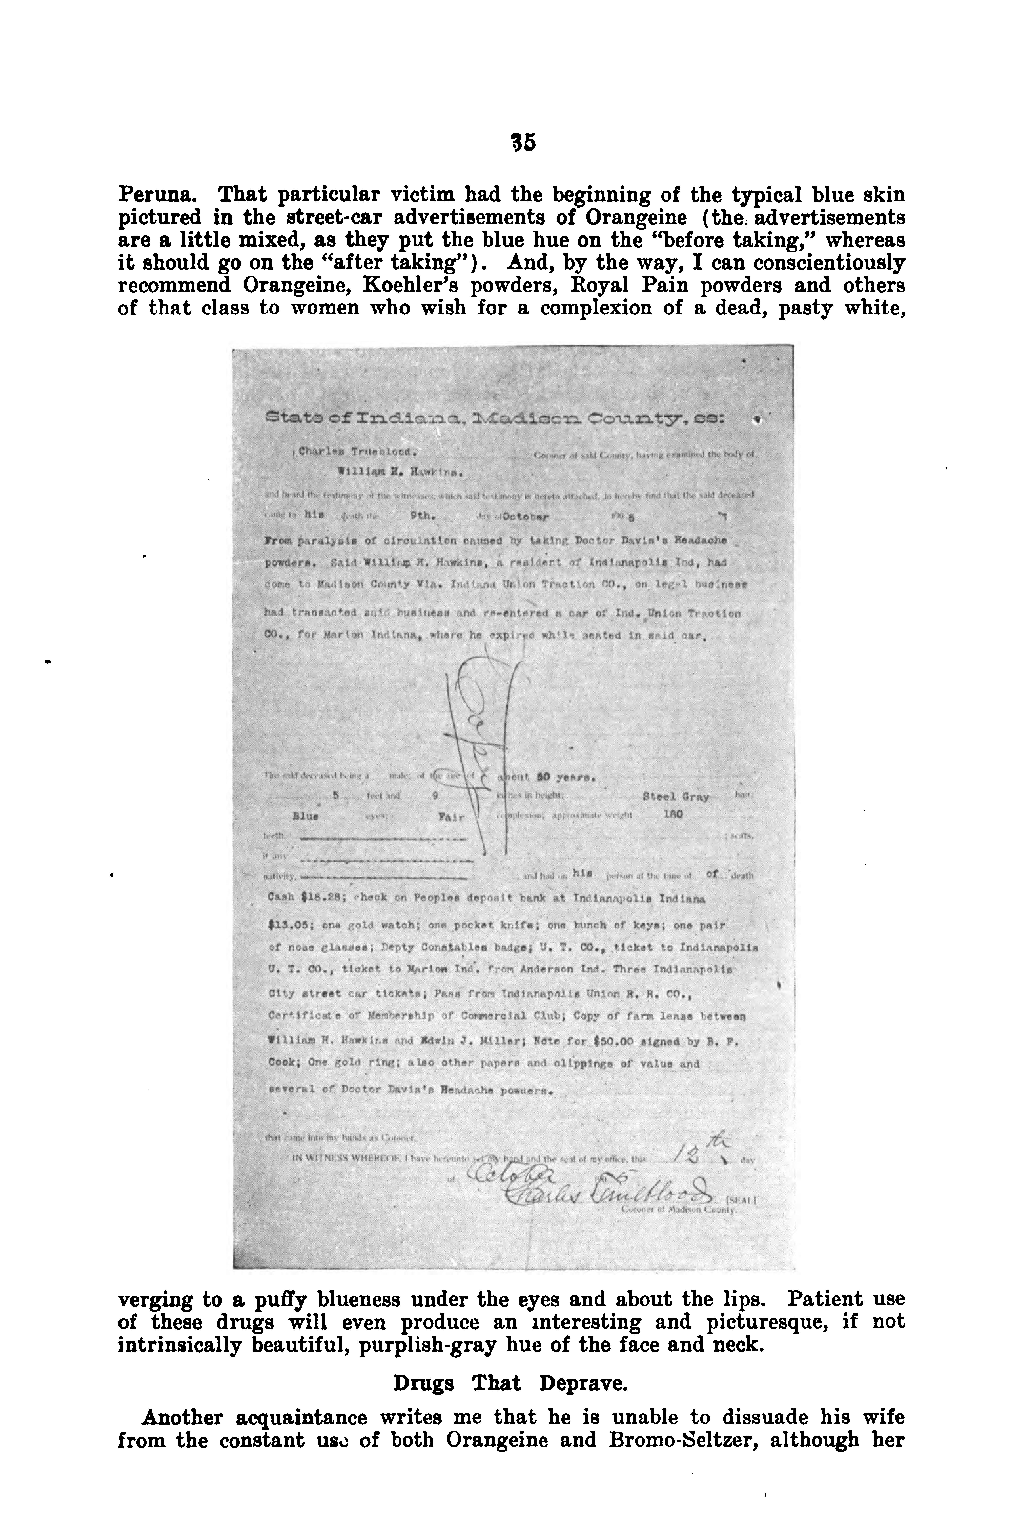 35
Peruna. That particular victim had the beginning of the typical blue skin
pictured in the street-car advertisements of Orangeine (the advertisements
are a little mixed, as they put the blue hue on the “before taking,” whereas
it should go on the “after taking”). And, by the way, I can conscientiously
recommend Orangeine, Koehler's powders, Royal Pain powders and others
of that class to women who wish for a complexion of a dead, pasty white,
State of Indiana, Madison County, ss:
Charles Trueblood. Coroner of said County, having examined the body of
William H. Hawkins.
and heard the testimony of the witnesses, which said testimony is hereto attached, do hereby find that the said deceased
came to his death the 9th. day of October
From paralysis of circulation caused by taking Doctor Davis's Headache
powders. Said William H. Hawkins, a resident of Indianapolis Ind, had
come to Madison County Via. Indiana Union Traction CO., on legal business
had transacted said business and re-entered a car of Ind. Union Traction
CO., for Marion Indiana, where he expired while seated in said car.
Copy
The said deceased being a male, of the age of about 50 years.
5 feet and 9 inches in height; Steel Gray hair
Blue eyes; Fair complexion; approximate weight 180
teeth
if any
nativity, and had on his person at the time of of death
Cash $18.28; check on Peoples deposit bank at Indianapolis Indiana
$13.05; one gold watch; one pocket knife; one bunch of keys; one pair
of nose glasses; Depty Constables badge; U. T. CO., ticket to Indianapolis
U. T. CO., ticket to Marion Ind. from Anderson Ind. Three Indianapolis
City street car tickets; Pass from Indianapolis Union R. R. CO.,
Certificate of Membership of Commercial Club; Copy of farm lease between
William H. Hawkins and Edwin J. Miller; Note for $50.00 signed by B. F.
Cook; One gold ring; also other papers and clippings of value and
several of Doctor Davis's Headache powders.
that came into my hands as Coroner.
IN WITNESS WHEREOF, I have hereunto set my hand and the seal of my office, this 12th day
of October
Charles Trueblood [SEAL]
Coroner of Madison County.
verging to a puffy blueness under the eyes and about the lips. Patient use
of these drugs will even produce an interesting and picturesque, if not
intrinsically beautiful, purplish-gray hue of the face and neck.
Drugs That Deprave.
Another acquaintance writes me that he is unable to dissuade his wife
from the constant use of both Orangeine and Bromo-Seltzer, although her